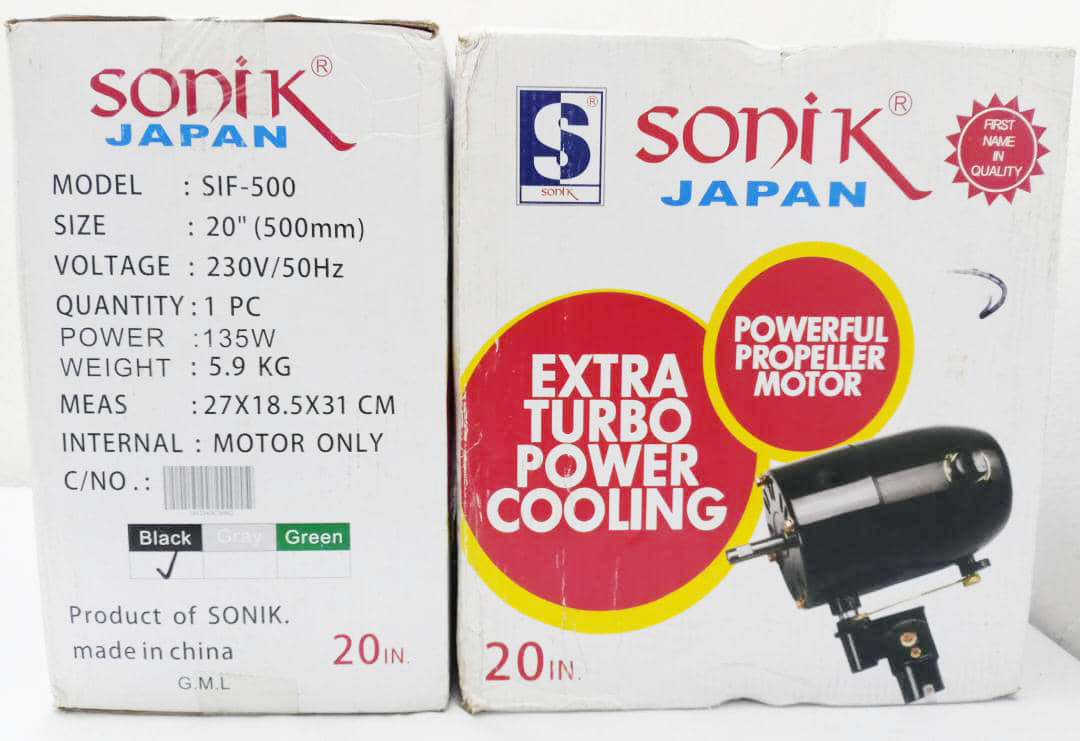 SONIK®
JAPAN
MODEL : SIF-500
SIZE : 20" (500mm)
VOLTAGE : 230V/50Hz
QUANTITY : 1 PC
POWER : 135W
WEIGHT : 5.9 KG
MEAS : 27X18.5X31 CM
INTERNAL : MOTOR ONLY
C/NO. :
Black Gray Green
Product of SONIK.
made in china
G.M.L
20IN.
S®
SONIK
SONIK®
JAPAN
FIRST
NAME
IN
QUALITY
POWERFUL
PROPELLER
MOTOR
EXTRA
TURBO
POWER
COOLING
20IN.